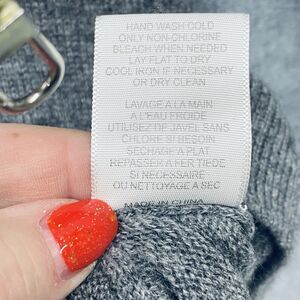 HAND WASH COLD
ONLY NON-CHLORINE
BLEACH WHEN NEEDED
LAY FLAT TO DRY
COOL IRON IF NECESSARY
OR DRY CLEAN
LAVAGE A LA MAIN
A L'EAU FROIDE
UTILISEZ DE JAVEL SANS
CHLORE SI BESOIN
SECHAGE A PLAT
REPASSER A FER TIEDE
SI NECESSAIRE
OU NETTOYAGE A SEC
MADE IN CHINA